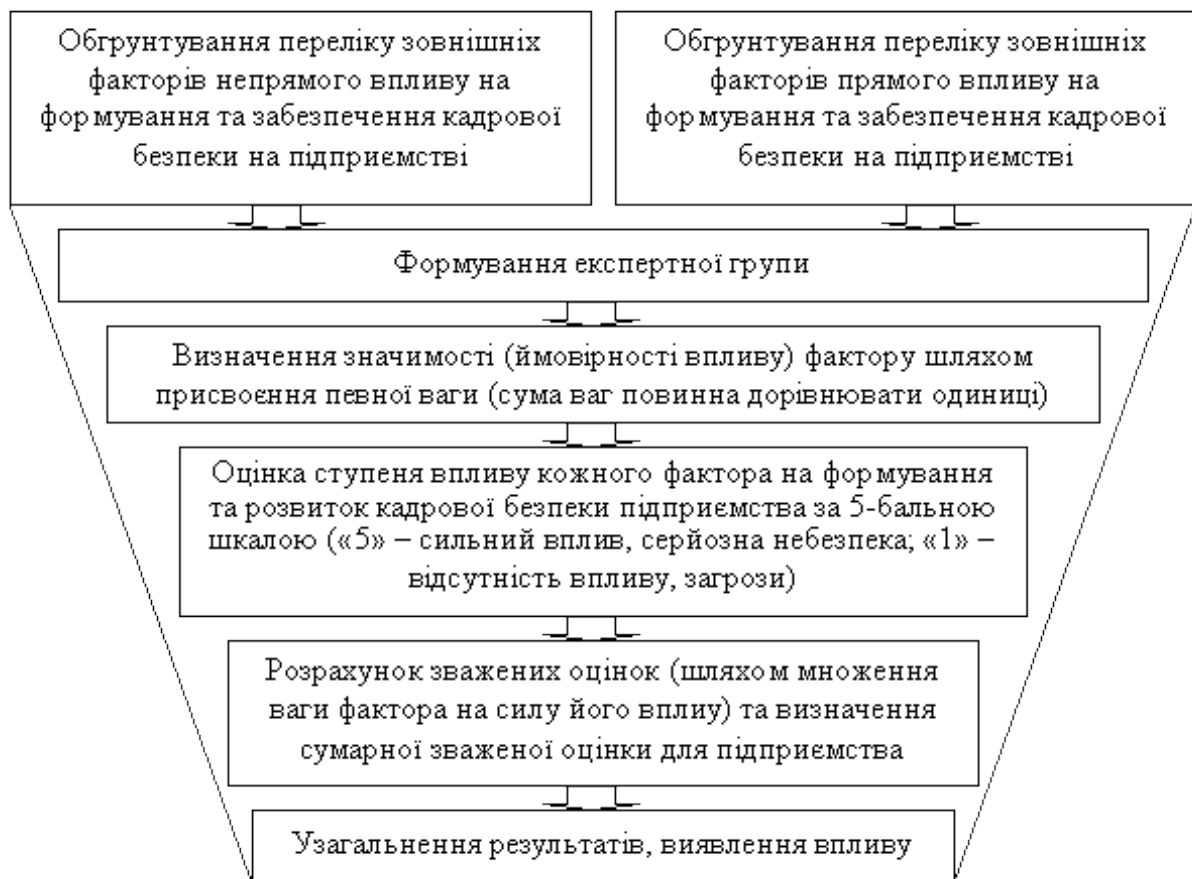 Обгрунтування переліку зовнішніх
факторів непрямого впливу на
формування та забезпечення кадрової
безпеки на підприємстві
Обгрунтування переліку зовнішніх
факторів прямого впливу на
формування та забезпечення кадрової
безпеки на підприємстві
Формування експертної групи
Визначення значимості (ймовірності впливу) фактору шляхом
присвоєння певної ваги (сума ваг повинна дорівнювати одиниці)
Оцінка ступеня впливу кожного фактора на формування
та розвиток кадрової безпеки підприємства за 5-бальною
шкалою («5» – сильний вплив, серйозна небезпека; «1» –
відсутність впливу, загрози)
Розрахунок зважених оцінок (шляхом множення
ваги фактора на силу його вплиу) та визначення
сумарної зваженої оцінки для підприємства
Узагальнення результатів, виявлення впливу